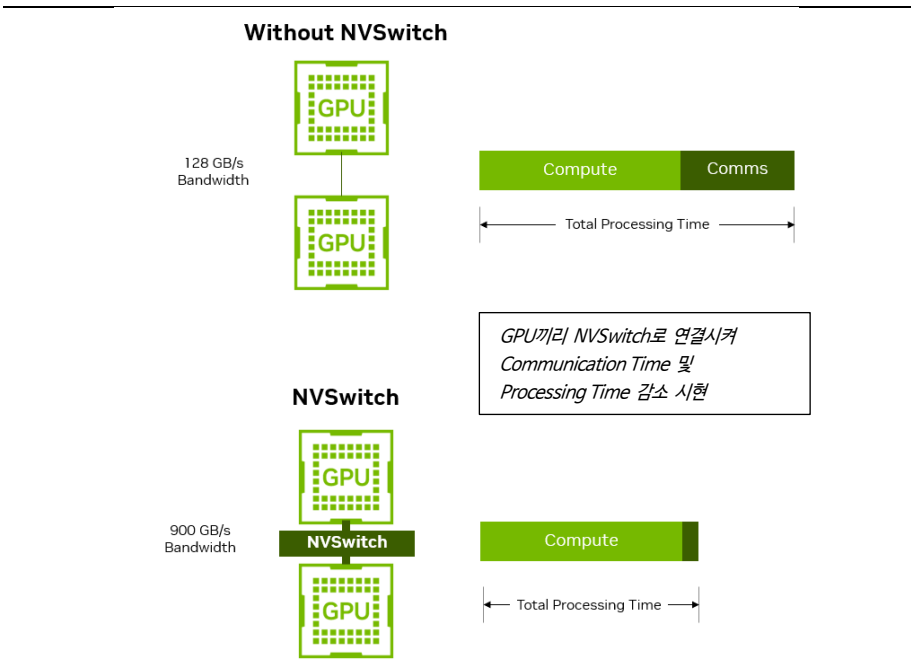 Without NVSwitch
GPU
128 GB/s
Bandwidth
GPU
Compute
Comms
Total Processing Time
GPU끼리 NVSwitch로 연결시켜
Communication Time 및
Processing Time 감소 시현
NVSwitch
GPU
900 GB/s
Bandwidth
NVSwitch
GPU
Compute
Total Processing Time